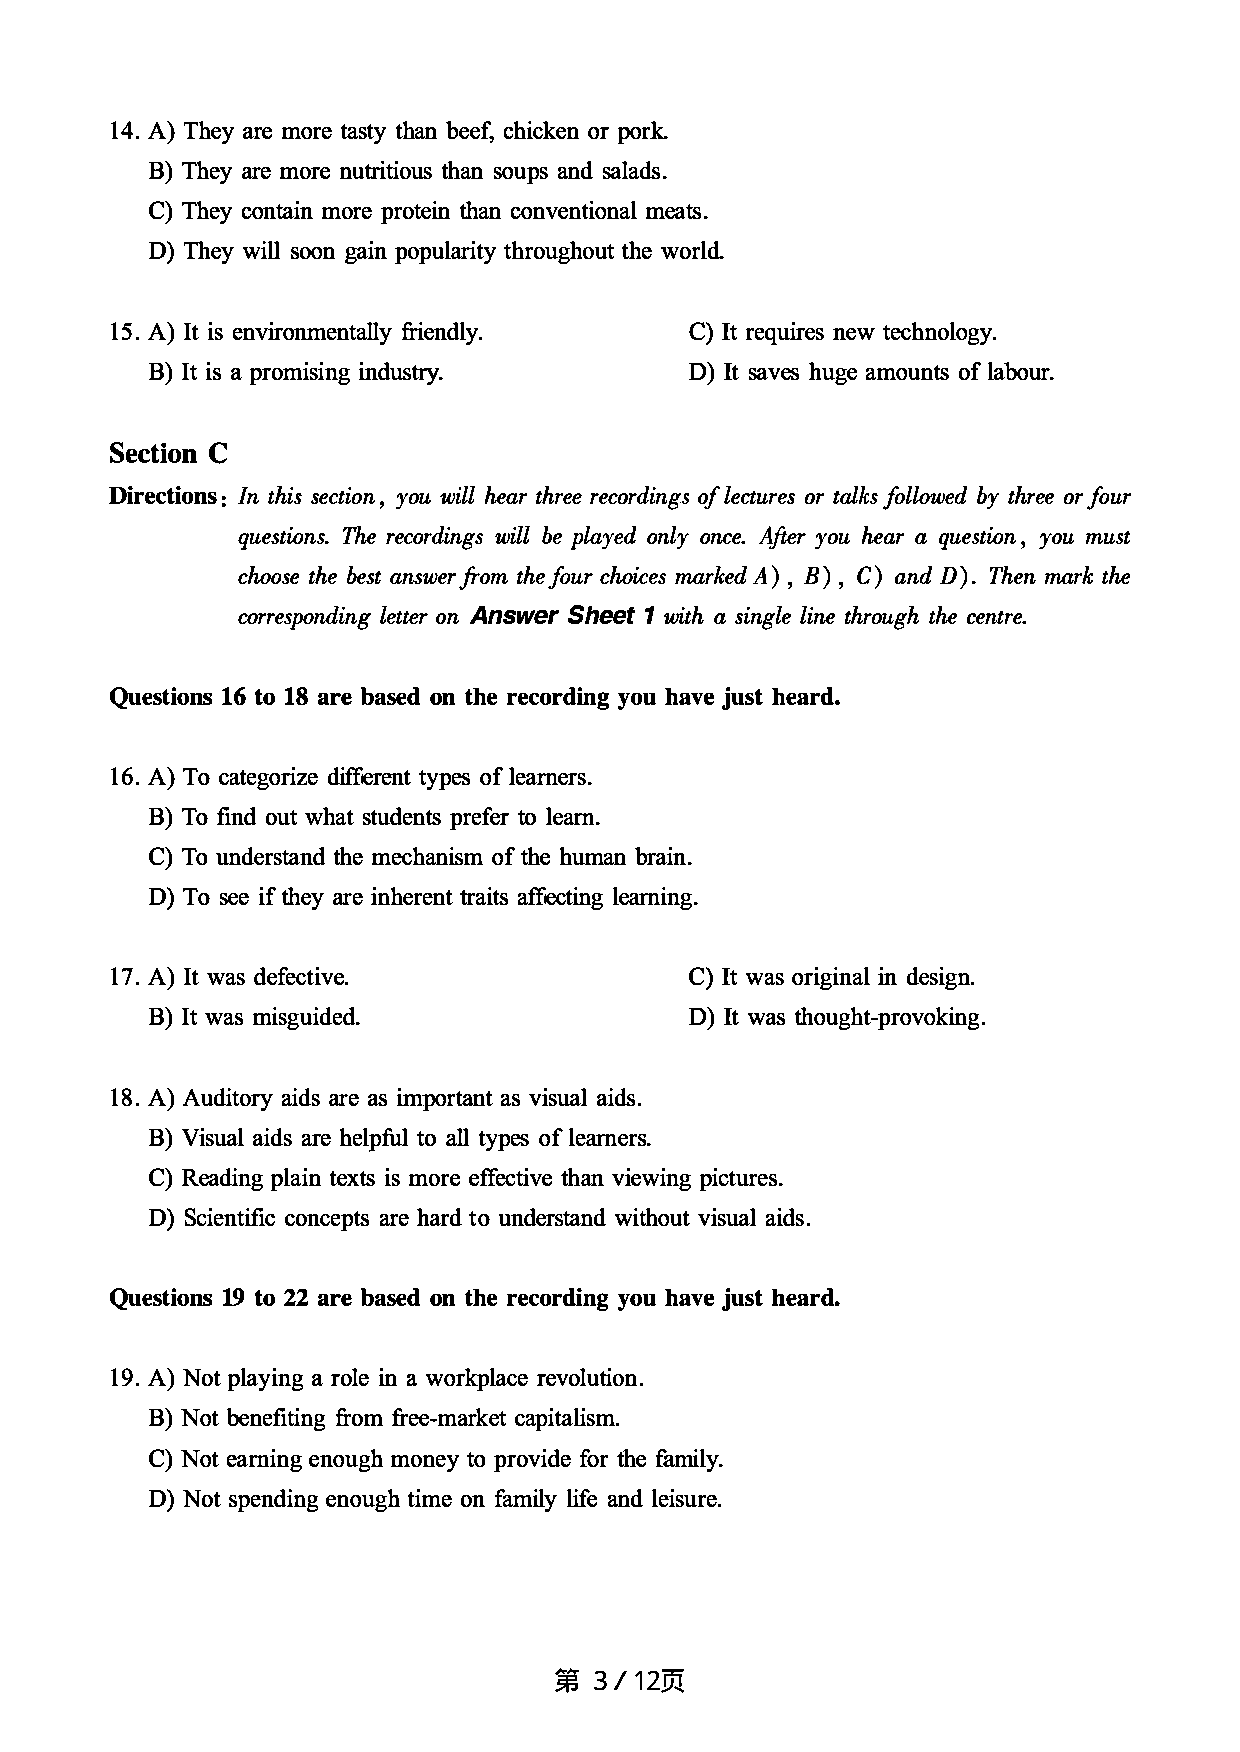 14. A) They are more tasty than beef, chicken or pork.
B) They are more nutritious than soups and salads.
C) They contain more protein than conventional meats.
D) They will soon gain popularity throughout the world.
15. A) It is environmentally friendly. C) It requires new technology.
B) It is a promising industry. D) It saves huge amounts of labour.
Section C
Directions: In this section, you will hear three recordings of lectures or talks followed by three or four
questions. The recordings will be played only once. After you hear a question, you must
choose the best answer from the four choices marked A), B), C) and D). Then mark the
corresponding letter on Answer Sheet 1 with a single line through the centre.
Questions 16 to 18 are based on the recording you have just heard.
16. A) To categorize different types of learners.
B) To find out what students prefer to learn.
C) To understand the mechanism of the human brain.
D) To see if they are inherent traits affecting learning.
17. A) It was defective. C) It was original in design.
B) It was misguided. D) It was thought-provoking.
18. A) Auditory aids are as important as visual aids.
B) Visual aids are helpful to all types of learners.
C) Reading plain texts is more effective than viewing pictures.
D) Scientific concepts are hard to understand without visual aids.
Questions 19 to 22 are based on the recording you have just heard.
19. A) Not playing a role in a workplace revolution.
B) Not benefiting from free-market capitalism.
C) Not earning enough money to provide for the family.
D) Not spending enough time on family life and leisure.
第 3 / 12页